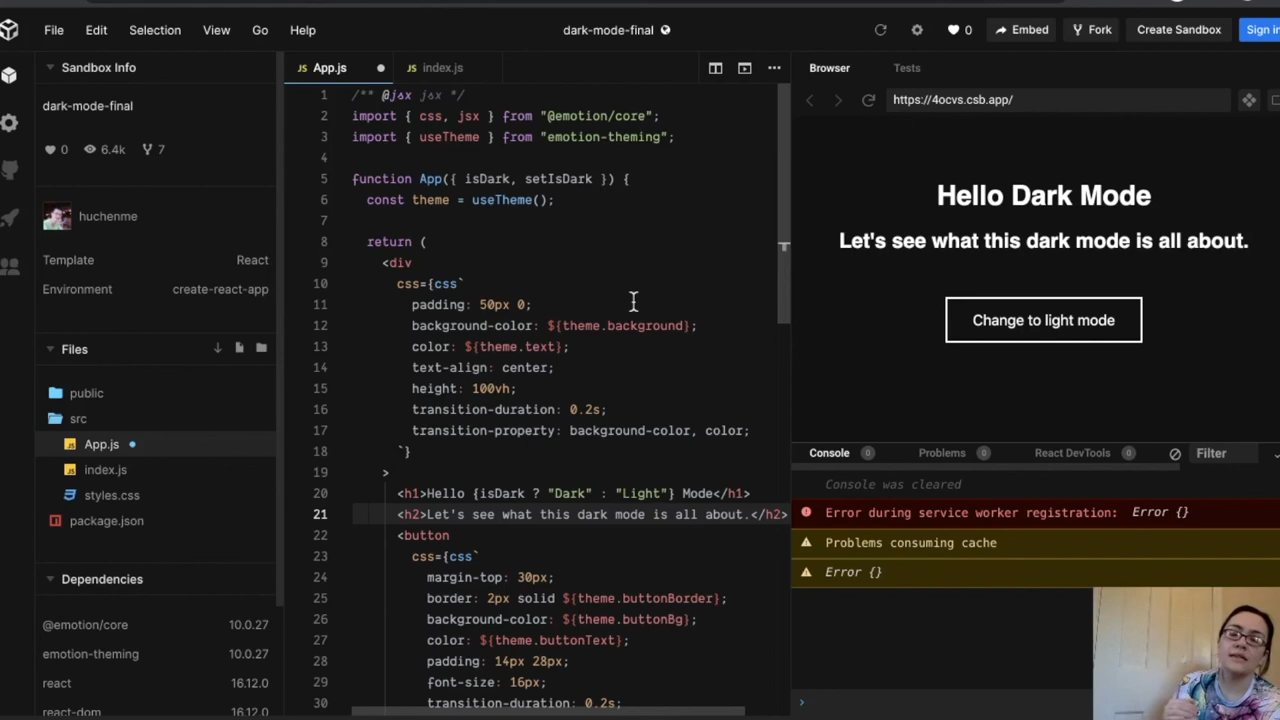 File Edit Selection View Go Help
dark-mode-final
0
Embed
Fork
Create Sandbox
Sign in
Sandbox Info
dark-mode-final
0 6.4k 7
huchenme
Template React
Environment create-react-app
Files
public
src
App.js
index.js
styles.css
package.json
Dependencies
@emotion/core 10.0.27
emotion-theming 10.0.27
react 16.12.0
react-dom 16.12.0
App.js
index.js
1 /** @jsx jsx */
2 import { css, jsx } from "@emotion/core";
3 import { useTheme } from "emotion-theming";
4
5 function App({ isDark, setIsDark }) {
6 const theme = useTheme();
7
8 return (
9 <div
10 css={css`
11 padding: 50px 0;
12 background-color: ${theme.background};
13 color: ${theme.text};
14 text-align: center;
15 height: 100vh;
16 transition-duration: 0.2s;
17 transition-property: background-color, color;
18 `}
19 >
20 <h1>Hello {isDark ? "Dark" : "Light"} Mode</h1>
21 <h2>Let's see what this dark mode is all about.</h2>
22 <button
23 css={css`
24 margin-top: 30px;
25 border: 2px solid ${theme.buttonBorder};
26 background-color: ${theme.buttonBg};
27 color: ${theme.buttonText};
28 padding: 14px 28px;
29 font-size: 16px;
30 transition-duration: 0.2s;
Browser Tests
https://4ocvs.csb.app/
Hello Dark Mode
Let's see what this dark mode is all about.
Change to light mode
Console 0 Problems 0 React DevTools 0 Filter
Console was cleared
Error during service worker registration: Error {}
Problems consuming cache
Error {}